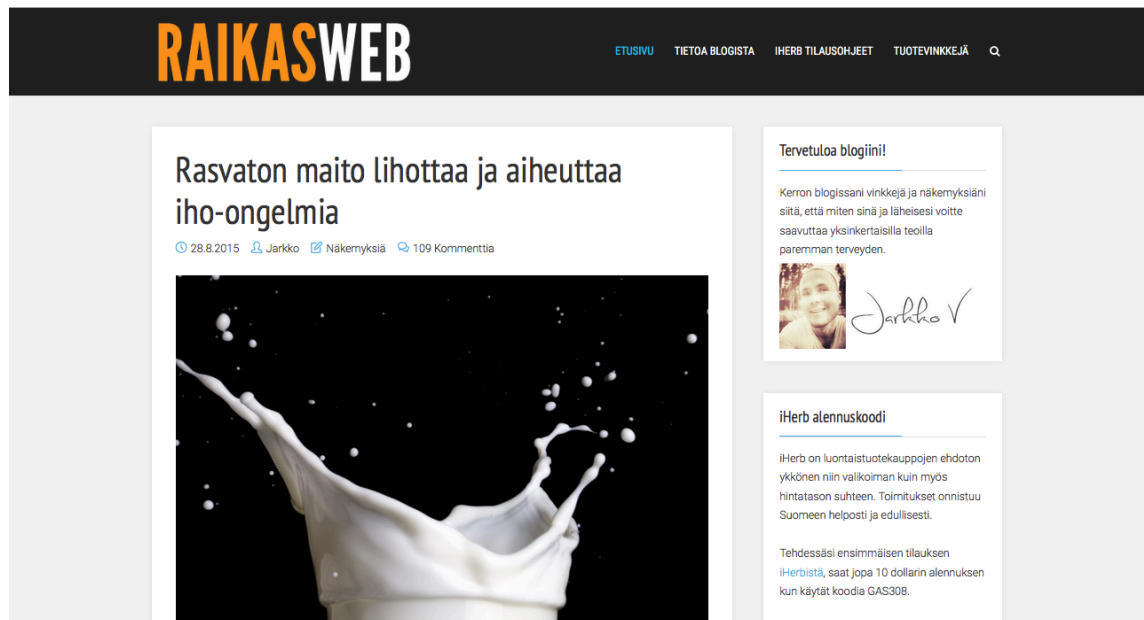 RAIKASWEB
ETUSIVU TIETOA BLOGISTA IHERB TILAUSOHJEET TUOTEVINKKEJÄ
Rasvaton maito lihottaa ja aiheuttaa
iho-ongelmia
28.8.2015 Jarkko Näkemyksiä 109 Kommenttia
Tervetuloa blogiini!
Kerron blogissani vinkkejä ja näkemyksiäni
siitä, että miten sinä ja läheisesi voitte
saavuttaa yksinkertaisilla teoilla
paremman terveyden.
Jarkko V
iHerb alennuskoodi
iHerb on luontaistuotekauppojen ehdoton
ykkönen niin valikoiman kuin myös
hintatason suhteen. Toimitukset onnistuu
Suomeen helposti ja edullisesti.
Tehdessäsi ensimmäisen tilauksen
iHerbistä, saat jopa 10 dollarin alennuksen
kun käytät koodia GAS308.